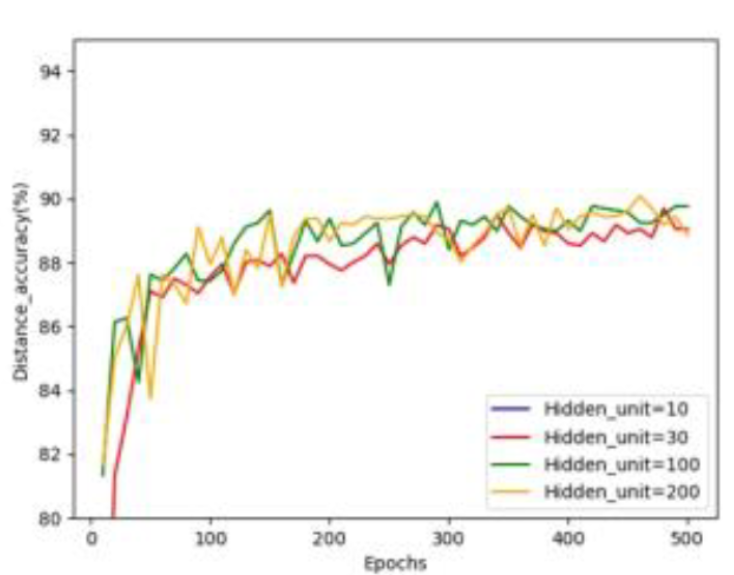 94
92
90
88
86
84
82
80
Distance_accuracy(%)
Hidden_unit=10
Hidden_unit=30
Hidden_unit=100
Hidden_unit=200
0 100 200 300 400 500
Epochs